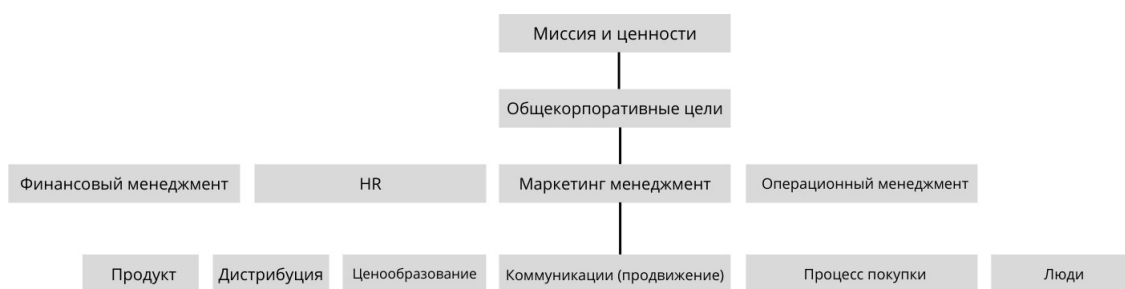 Миссия и ценности
Общекорпоративные цели
Финансовый менеджмент
HR
Маркетинг менеджмент
Операционный менеджмент
Продукт
Дистрибуция
Ценообразование
Коммуникации (продвижение)
Процесс покупки
Люди